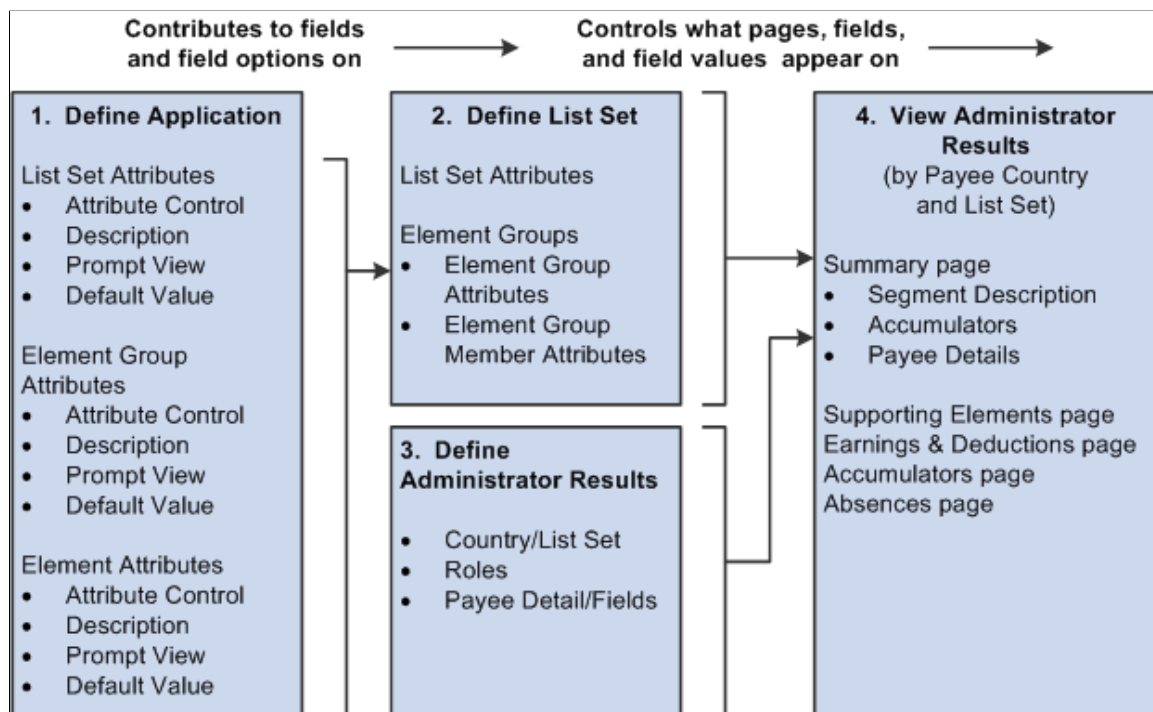 Contributes to fields
and field options on
Controls what pages, fields,
and field values appear on
1. Define Application
List Set Attributes
• Attribute Control
• Description
• Prompt View
• Default Value
Element Group
Attributes
• Attribute Control
• Description
• Prompt View
• Default Value
Element Attributes
• Attribute Control
• Description
• Prompt View
• Default Value
2. Define List Set
List Set Attributes
Element Groups
• Element Group
Attributes
• Element Group
Member Attributes
3. Define
Administrator Results
• Country/List Set
• Roles
• Payee Detail/Fields
4. View Administrator
Results
(by Payee Country
and List Set)
Summary page
• Segment Description
• Accumulators
• Payee Details
Supporting Elements page
Earnings & Deductions page
Accumulators page
Absences page